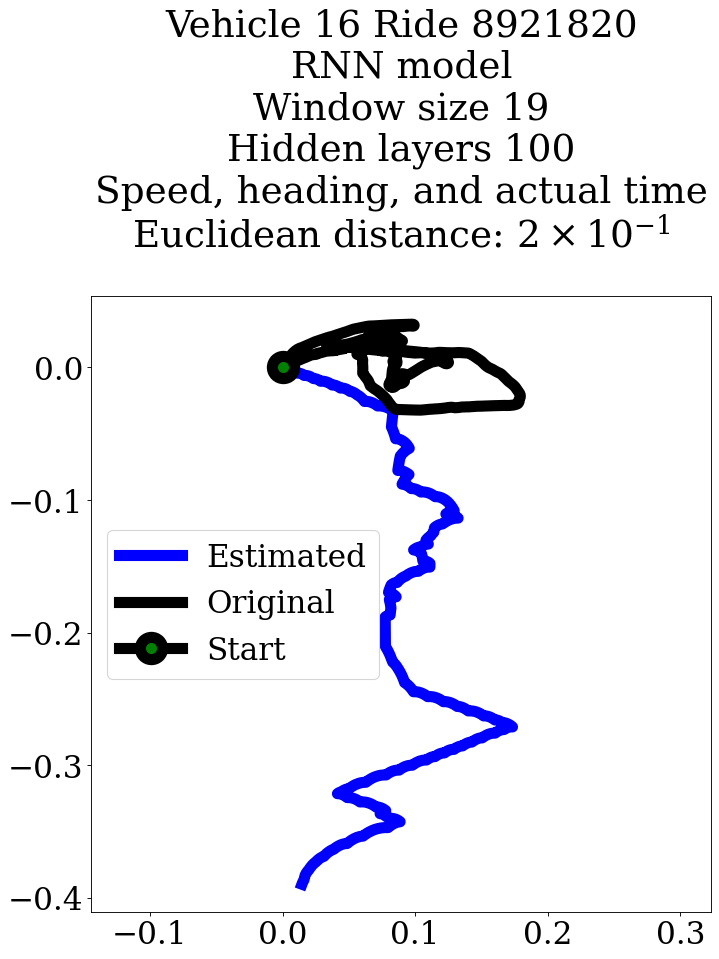 Vehicle 16 Ride 8921820
RNN model
Window size 19
Hidden layers 100
Speed, heading, and actual time
Euclidean distance: 2 × 10⁻¹
0.0
−0.1
−0.2
−0.3
−0.4
Estimated
Original
Start
−0.1 0.0 0.1 0.2 0.3